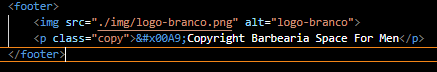 <footer>
<img src="./img/logo-branco.png" alt="logo-branco">
<p class="copy">&#x00A9;Copyright Barbearia Space For Men</p>
</footer>